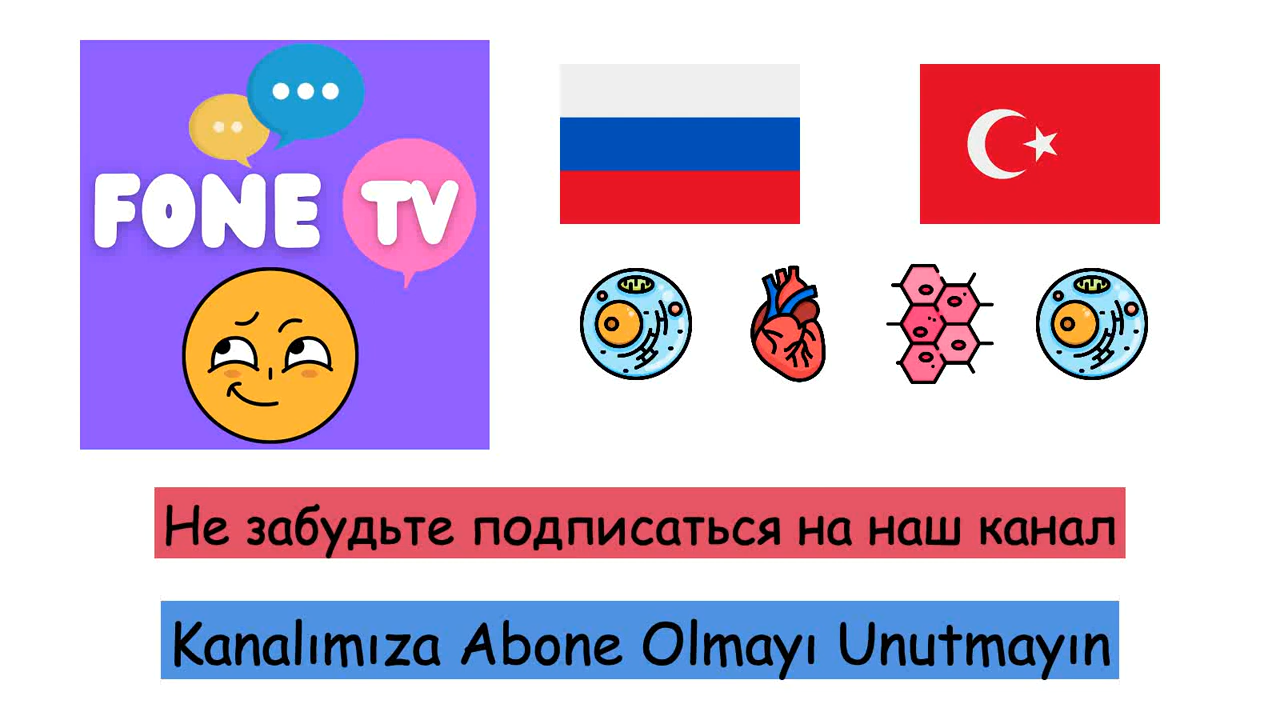 FONE TV
Не забудьте подписаться на наш канал
Kanalımıza Abone Olmayı Unutmayın